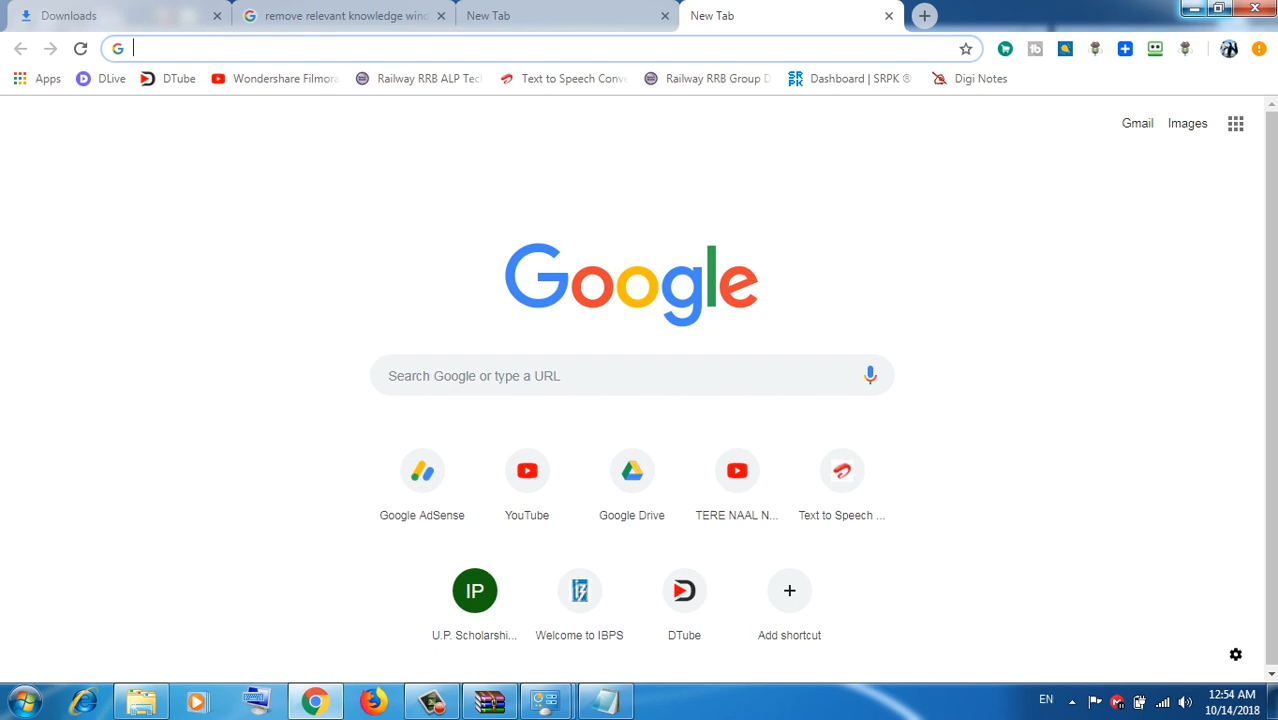 Downloads
remove relevant knowledge wind
New Tab
New Tab
Apps
DLive
DTube
Wondershare Filmora
Railway RRB ALP Tec
Text to Speech Conve
Railway RRB Group D
SR
PK
Dashboard | SRPK ®
Digi Notes
Gmail
Images
Google
Search Google or type a URL
Google AdSense
YouTube
Google Drive
TERE NAAL N...
Text to Speech ...
IP
U.P. Scholarshi...
Welcome to IBPS
DTube
Add shortcut
EN
12:54 AM
10/14/2018